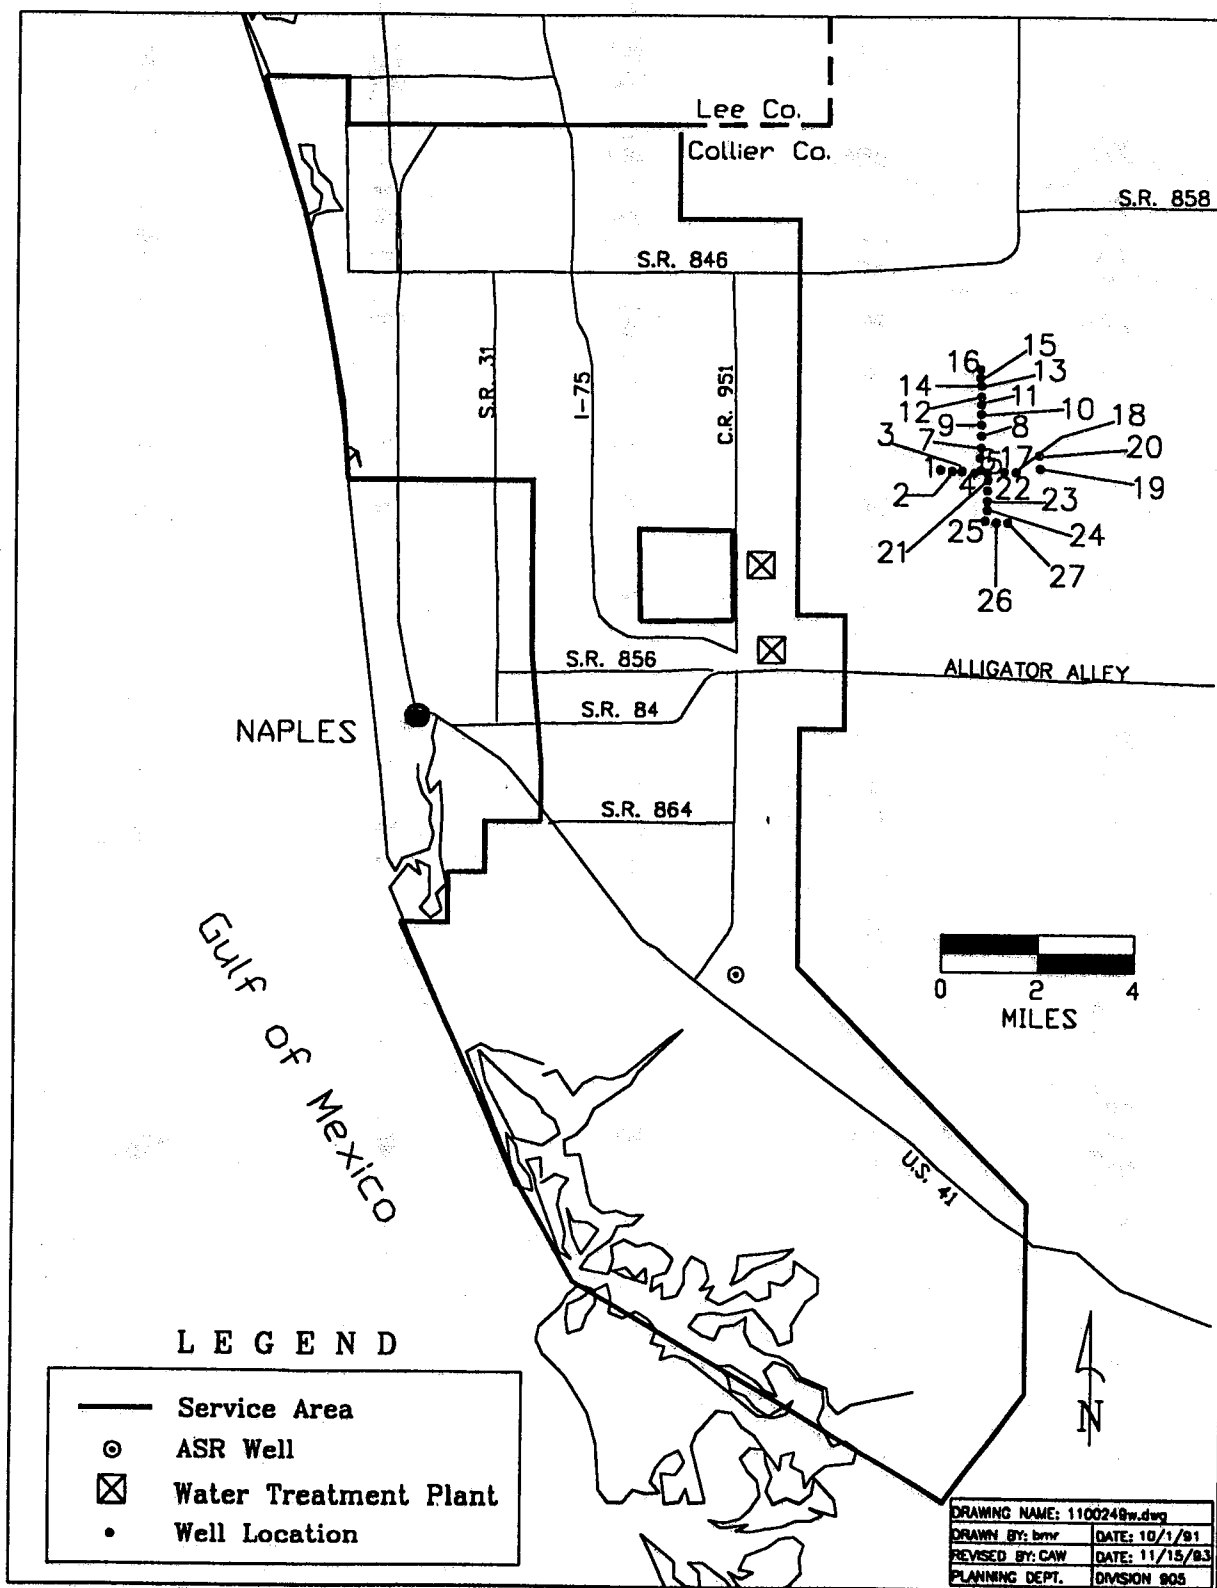 Lee Co.
Collier Co.
S.R. 858
S.R. 846
S.R. 31
I-75
C.R. 951
16
15
14
13
12
11
10
9
8
18
3
7
20
1
5
17
2
4
22
19
23
21
25
24
27
26
S.R. 856
ALLIGATOR ALLEY
S.R. 84
NAPLES
S.R. 864
Gulf of Mexico
0 2 4
MILES
U.S. 41
N
LEGEND
Service Area
ASR Well
Water Treatment Plant
Well Location
DRAWING NAME: 1100249w.dwg
DRAWN BY: bmr DATE: 10/1/91
REVISED BY: CAW DATE: 11/15/93
PLANNING DEPT. DIVISION 905